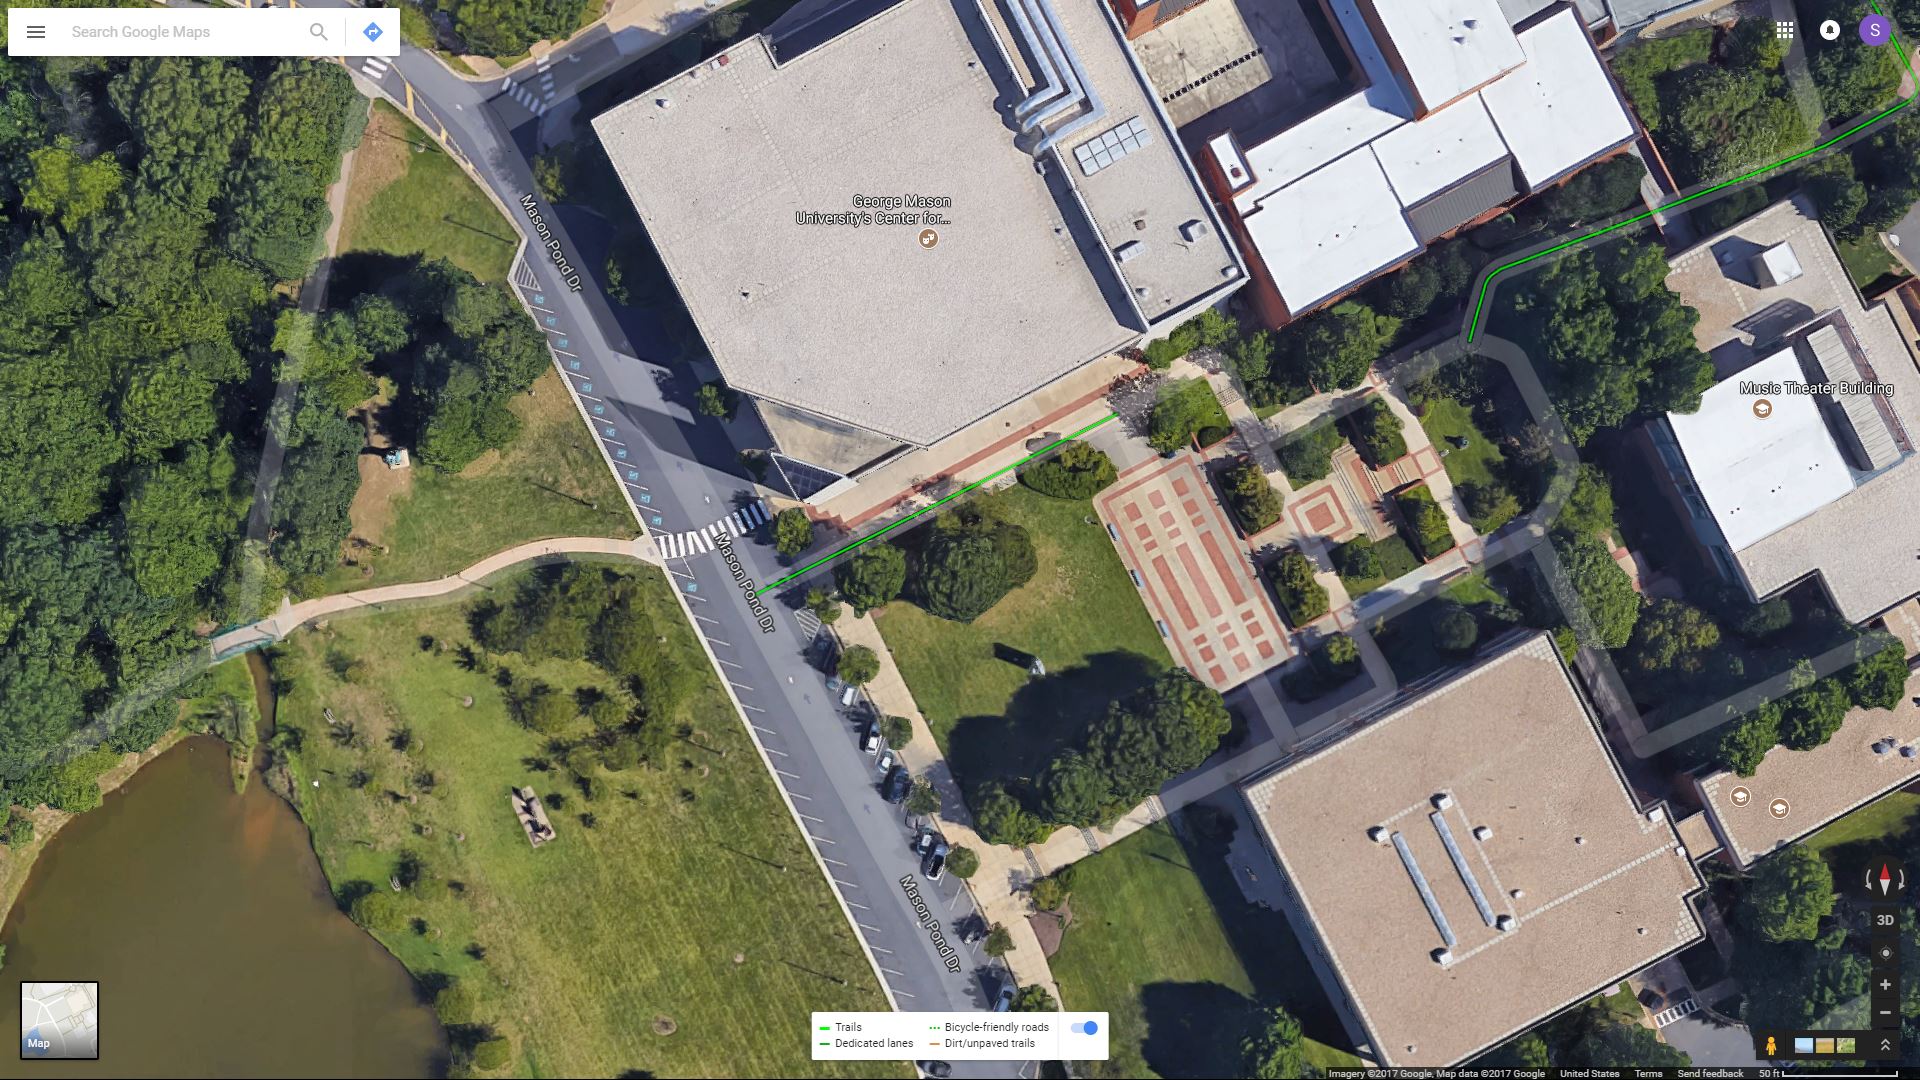 Search Google Maps
S
Mason Pond Dr
George Mason
University's Center for...
Music Theater Building
Mason Pond Dr
Mason Pond Dr
3D
Map
Trails
Bicycle-friendly roads
Dedicated lanes
Dirt/unpaved trails
Imagery ©2017 Google, Map data ©2017 Google United States Terms Send feedback 50 ft